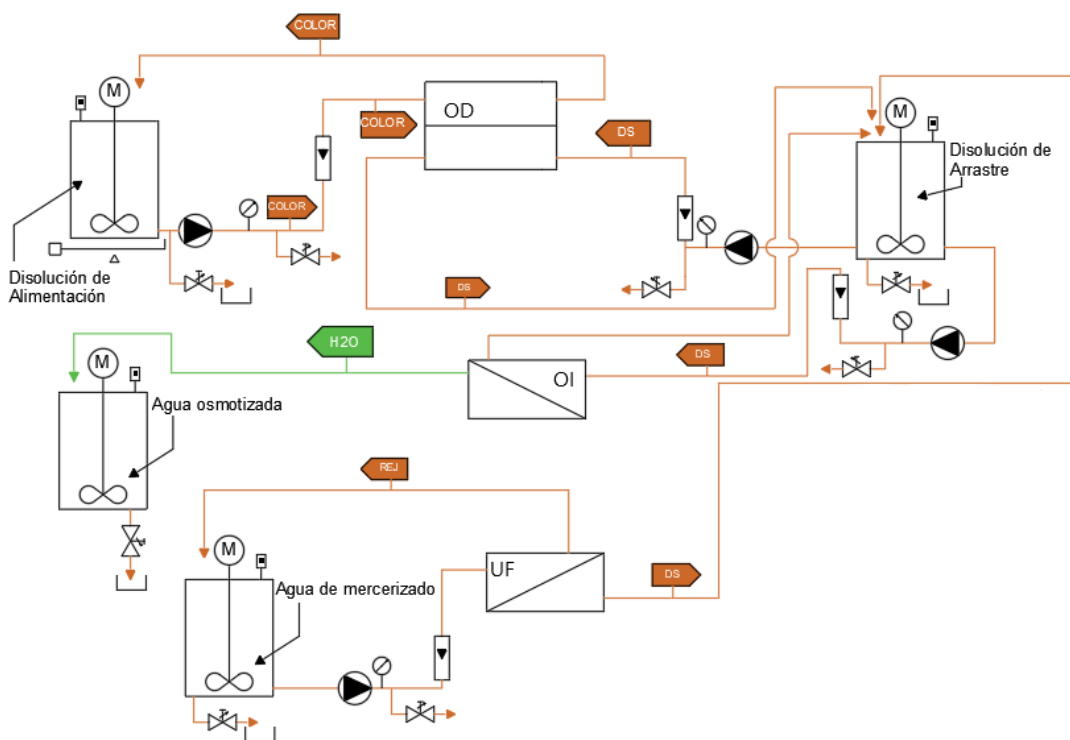 COLOR
M
OD
COLOR
DS
M
Disolución de
Arrastre
COLOR
Disolución de
Alimentación
DS
H2O
DS
M
OI
Agua osmotizada
REJ
M
UF
DS
Agua de mercerizado